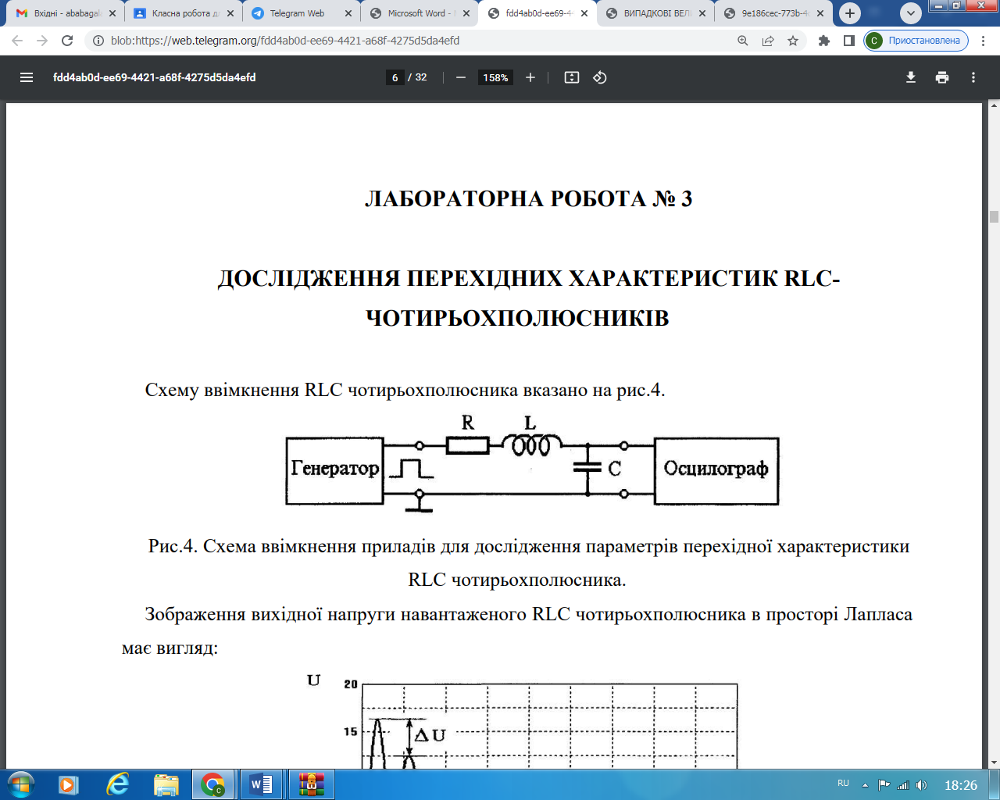 Вхідні - ababagal
Класна робота дл
Telegram Web
Microsoft Word -
fdd4ab0d-ee69-4
ВИПАДКОВІ ВЕЛІ
9e186cec-773b-4
blob:https://web.telegram.org/fdd4ab0d-ee69-4421-a68f-4275d5da4efd
C Приостановлена
fdd4ab0d-ee69-4421-a68f-4275d5da4efd
6 / 32
158%
ЛАБОРАТОРНА РОБОТА № 3
ДОСЛІДЖЕННЯ ПЕРЕХІДНИХ ХАРАКТЕРИСТИК RLC-
ЧОТИРЬОХПОЛЮСНИКІВ
Схему ввімкнення RLC чотирьохполюсника вказано на рис.4.
R L
Генератор C Осцилограф
Рис.4. Схема ввімкнення приладів для дослідження параметрів перехідної характеристики
RLC чотирьохполюсника.
Зображення вихідної напруги навантаженого RLC чотирьохполюсника в просторі Лапласа
має вигляд:
U 20
15 Δ U
RU 18:26